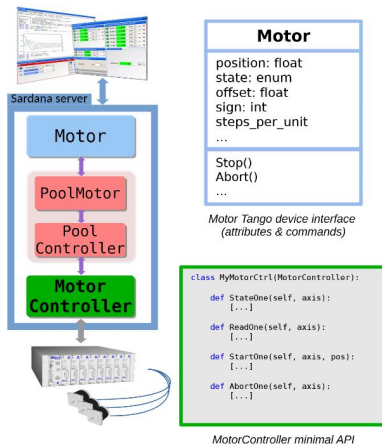 Sardana server
Motor
PoolMotor
Pool
Controller
Motor
Controller
Motor
position: float
state: enum
offset: float
sign: int
steps_per_unit
...
Stop()
Abort()
...
Motor Tango device interface
(attributes & commands)
class MyMotorCtrl(MotorController):
def StateOne(self, axis):
[...]
def ReadOne(self, axis):
[...]
def StartOne(self, axis, pos):
[...]
def AbortOne(self, axis):
[...]
MotorController minimal API